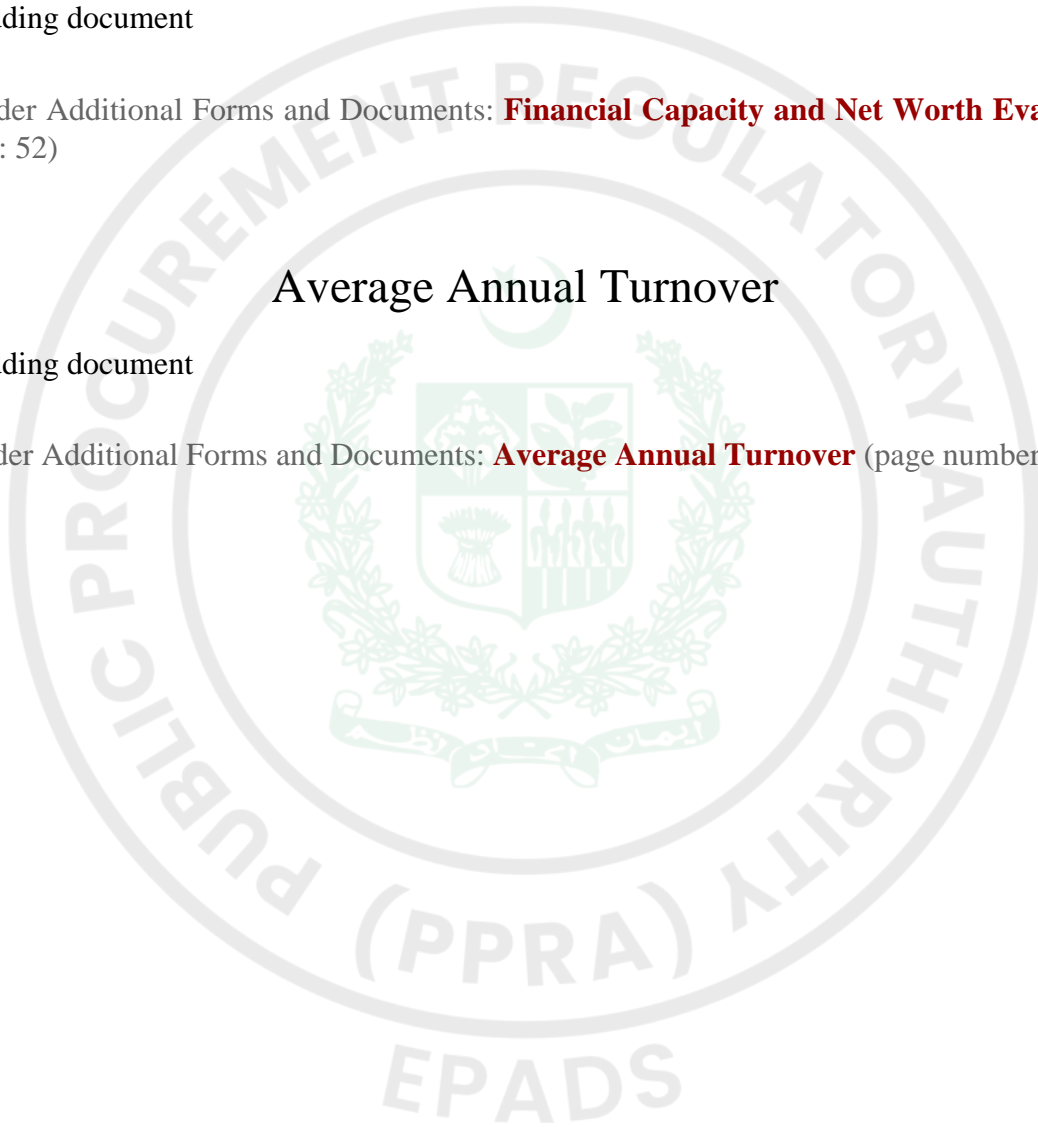 ding document
der Additional Forms and Documents: Financial Capacity and Net Worth Eva
: 52)
Average Annual Turnover
ding document
der Additional Forms and Documents: Average Annual Turnover (page number
PUBLIC PROCUREMENT REGULATORY AUTHORITY
(PPRA)
EPADS